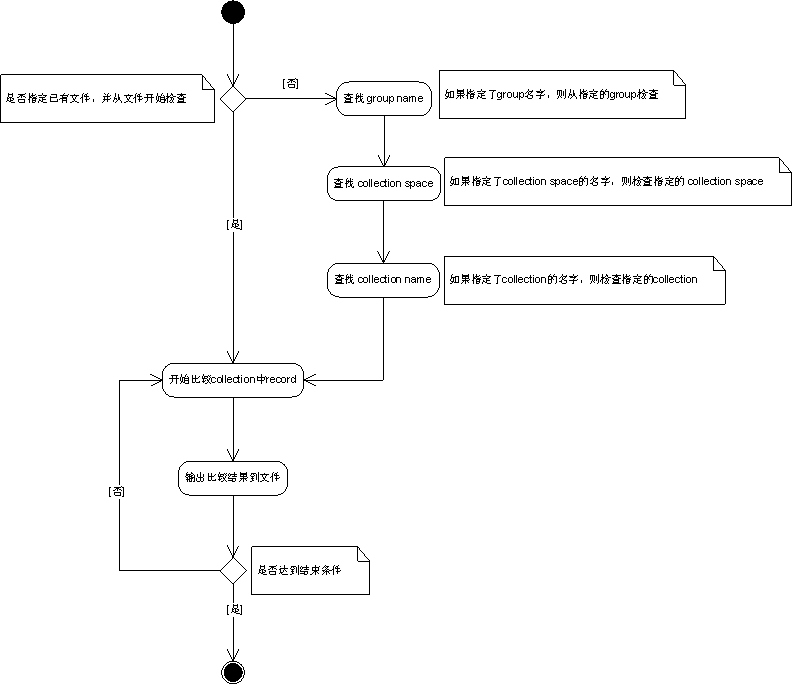 [否]
是否指定已有文件，并从文件开始检查
查找 group name
如果指定了group名字，则从指定的group检查
查找 collection space
如果指定了collection space的名字，则检查指定的 collection space
[是]
查找 collection name
如果指定了collection的名字，则检查指定的collection
开始比较collection中record
输出比较结果到文件
[否]
是否达到结束条件
[是]